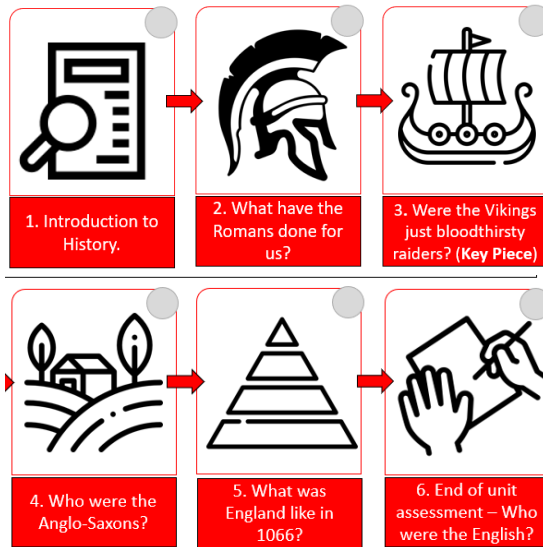 1. Introduction to
History.
2. What have the
Romans done for
us?
3. Were the Vikings
just bloodthirsty
raiders? (Key Piece)
4. Who were the
Anglo-Saxons?
5. What was
England like in
1066?
6. End of unit
assessment – Who
were the English?